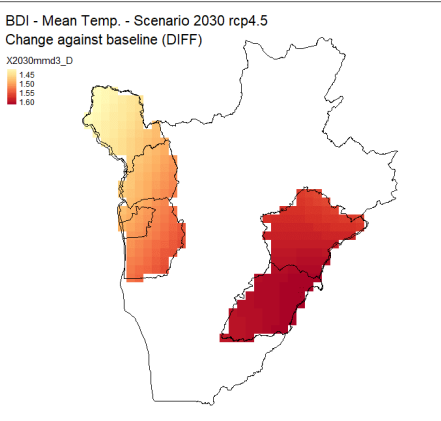 BDI - Mean Temp. - Scenario 2030 rcp4.5
Change against baseline (DIFF)
X2030mmd3_D
1.45
1.50
1.55
1.60